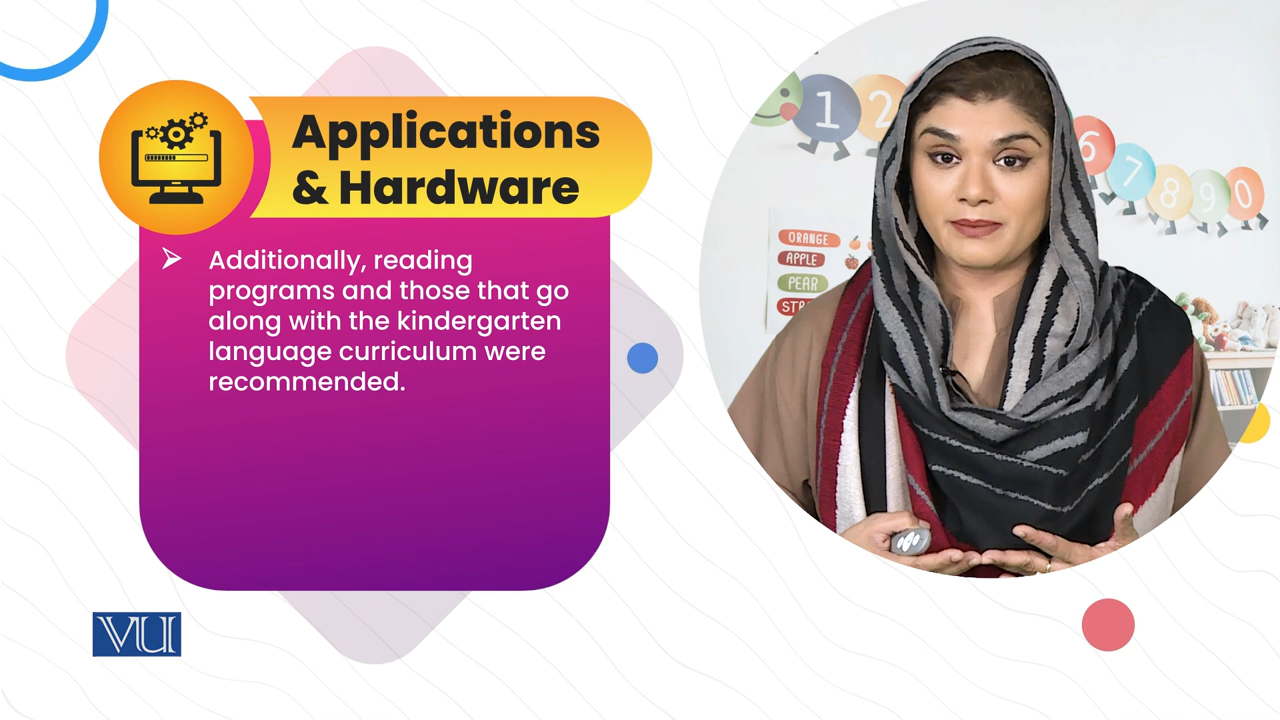 Applications
& Hardware
Additionally, reading
programs and those that go
along with the kindergarten
language curriculum were
recommended.
VU
1 2
6 7 8 9 0
ORANGE
APPLE
PEAR